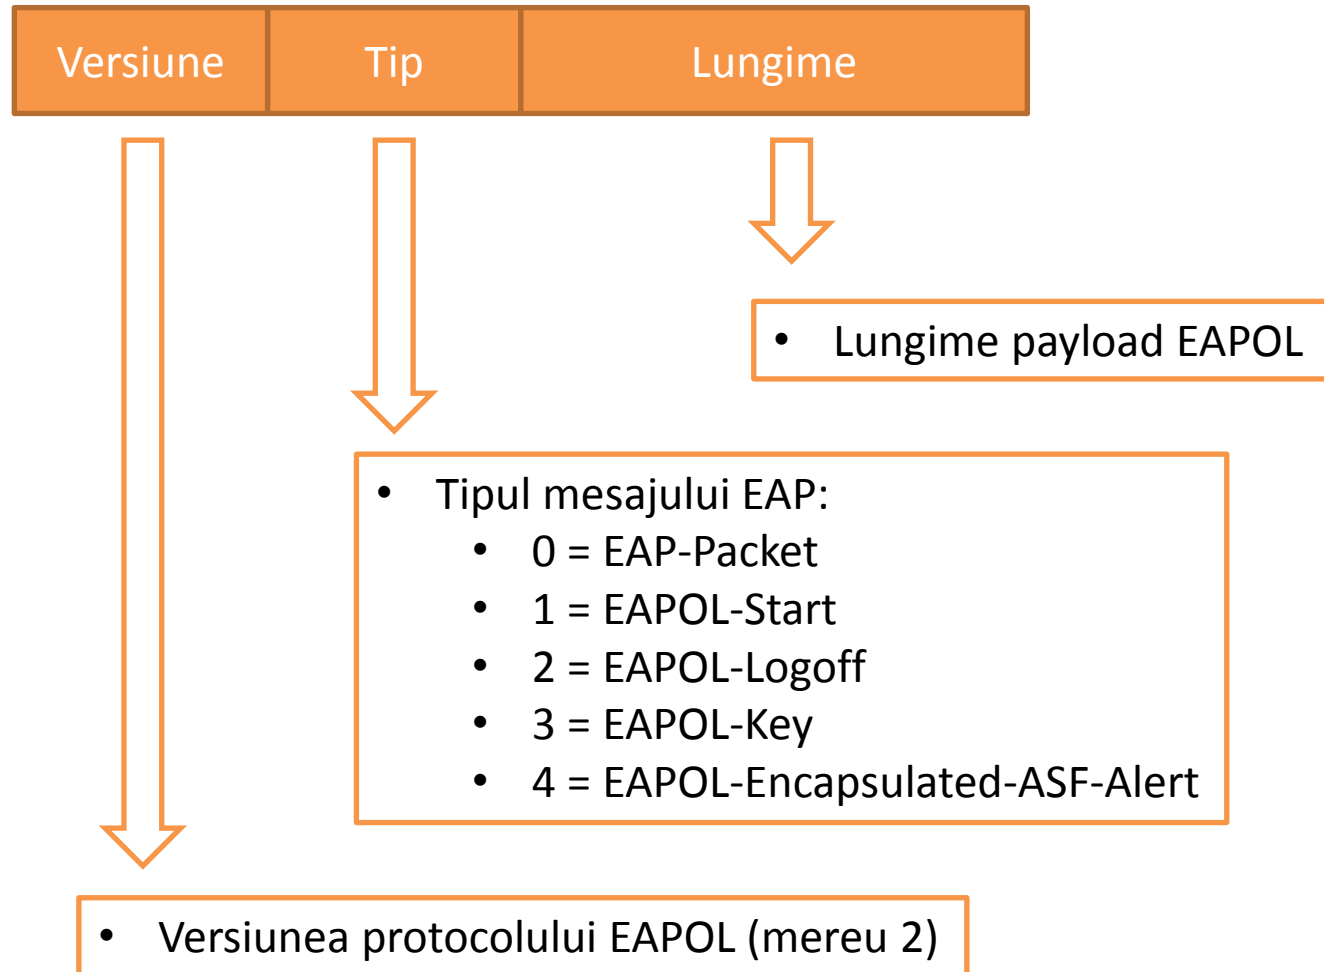 Versiune Tip Lungime
• Lungime payload EAPOL
• Tipul mesajului EAP:
• 0 = EAP-Packet
• 1 = EAPOL-Start
• 2 = EAPOL-Logoff
• 3 = EAPOL-Key
• 4 = EAPOL-Encapsulated-ASF-Alert
• Versiunea protocolului EAPOL (mereu 2)